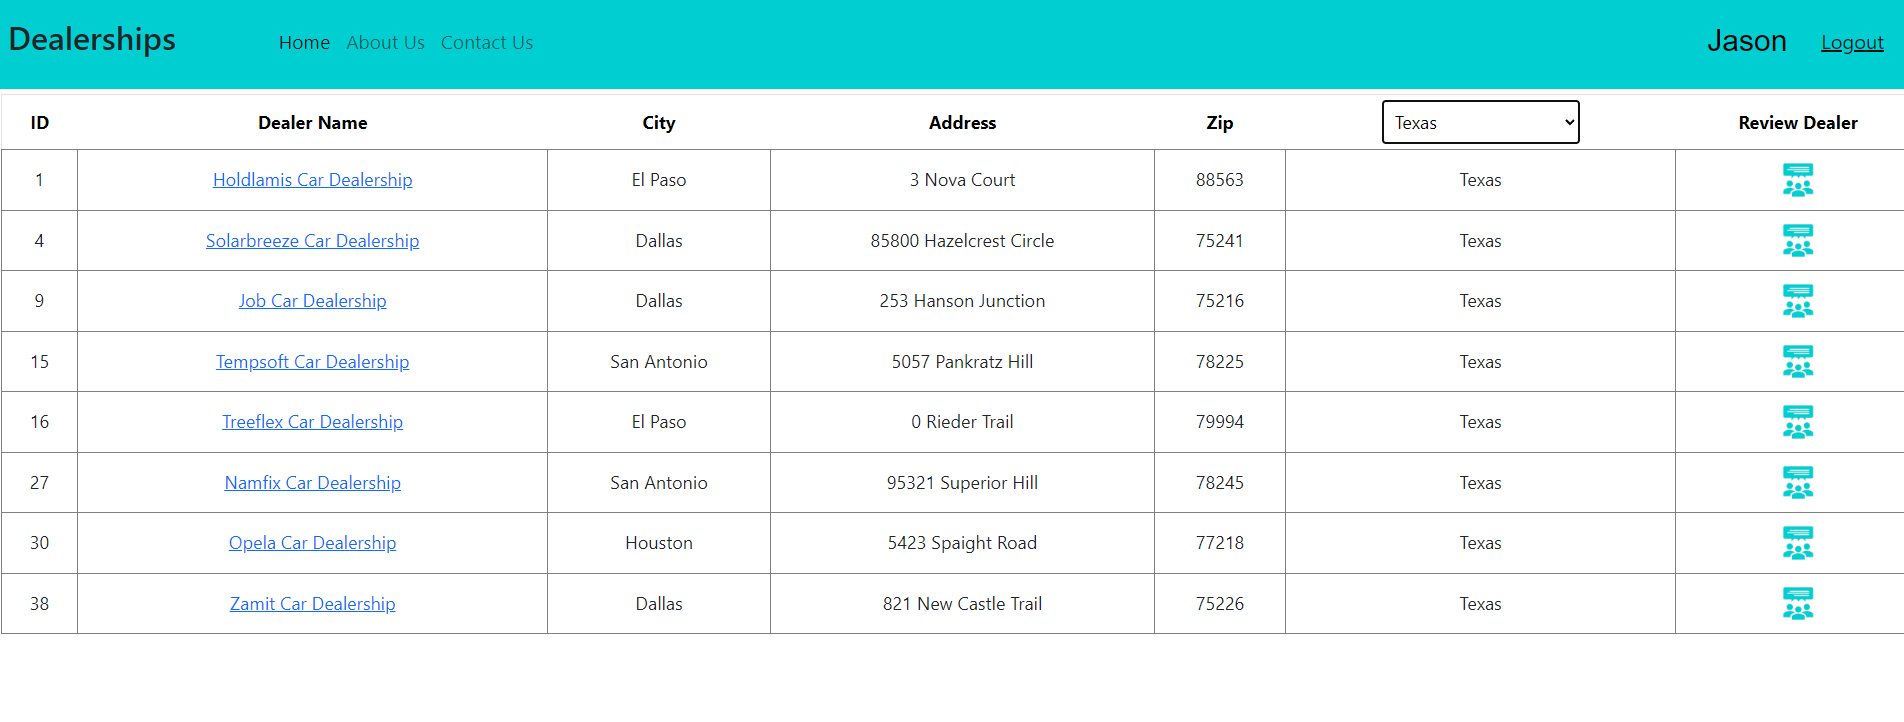 Dealerships Home About Us Contact Us Jason Logout
ID Dealer Name City Address Zip Texas Review Dealer
1 Holdlamis Car Dealership El Paso 3 Nova Court 88563 Texas
4 Solarbreeze Car Dealership Dallas 85800 Hazelcrest Circle 75241 Texas
9 Job Car Dealership Dallas 253 Hanson Junction 75216 Texas
15 Tempsoft Car Dealership San Antonio 5057 Pankratz Hill 78225 Texas
16 Treeflex Car Dealership El Paso 0 Rieder Trail 79994 Texas
27 Namfix Car Dealership San Antonio 95321 Superior Hill 78245 Texas
30 Opela Car Dealership Houston 5423 Spaight Road 77218 Texas
38 Zamit Car Dealership Dallas 821 New Castle Trail 75226 Texas